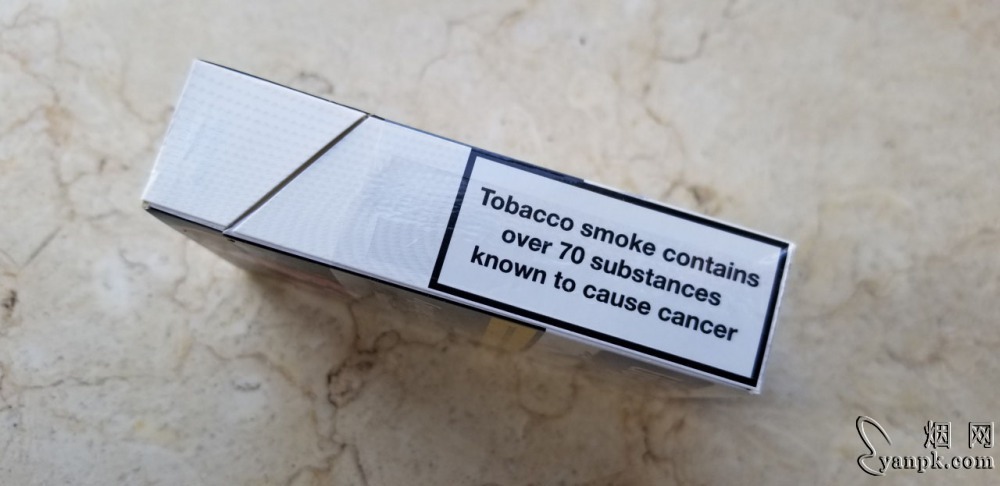 Tobacco smoke contains
over 70 substances
known to cause cancer
烟 网
yanpk.com